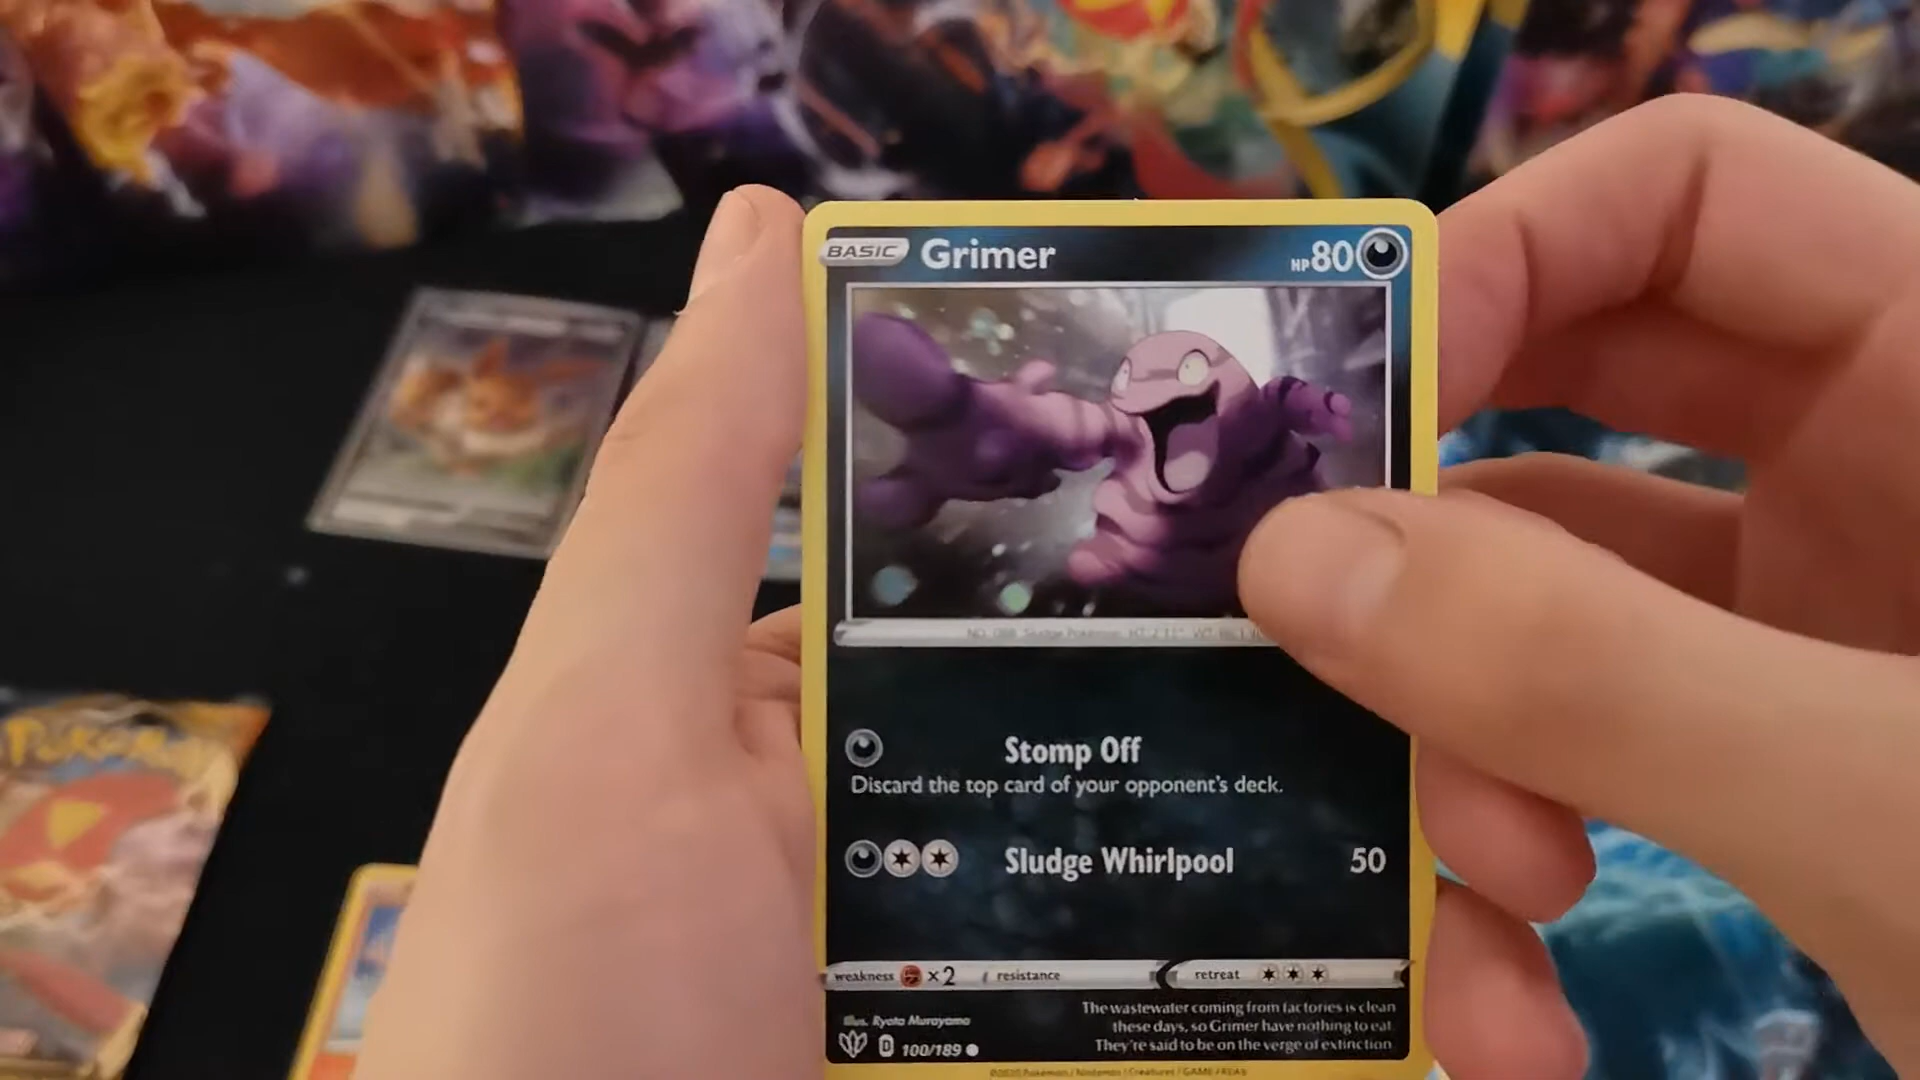 BASIC Grimer HP 80
Stomp Off
Discard the top card of your opponent's deck.
Sludge Whirlpool 50
weakness ×2 resistance retreat
Illus. Ryota Murayama
The wastewater coming from factories is clean
these days, so Grimer have nothing to eat.
They're said to be on the verge of extinction.
D 100/189
©2020 Pokémon / Nintendo / Creatures / GAME FREAK
Pokémon